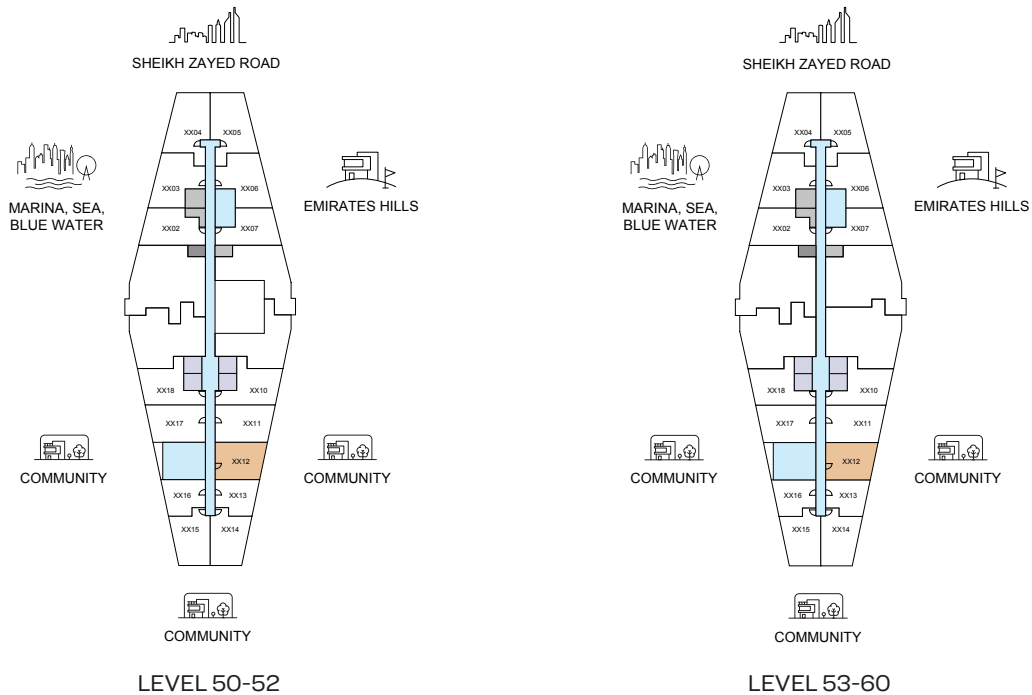 SHEIKH ZAYED ROAD
XX04
XX05
MARINA, SEA,
BLUE WATER
XX03
XX06
EMIRATES HILLS
XX02
XX07
XX18
XX10
XX17
XX11
COMMUNITY
XX12
COMMUNITY
XX16
XX13
XX15
XX14
COMMUNITY
LEVEL 50-52
SHEIKH ZAYED ROAD
XX04
XX05
MARINA, SEA,
BLUE WATER
XX03
XX06
EMIRATES HILLS
XX02
XX07
XX18
XX10
XX17
XX11
COMMUNITY
XX12
COMMUNITY
XX16
XX13
XX15
XX14
COMMUNITY
LEVEL 53-60